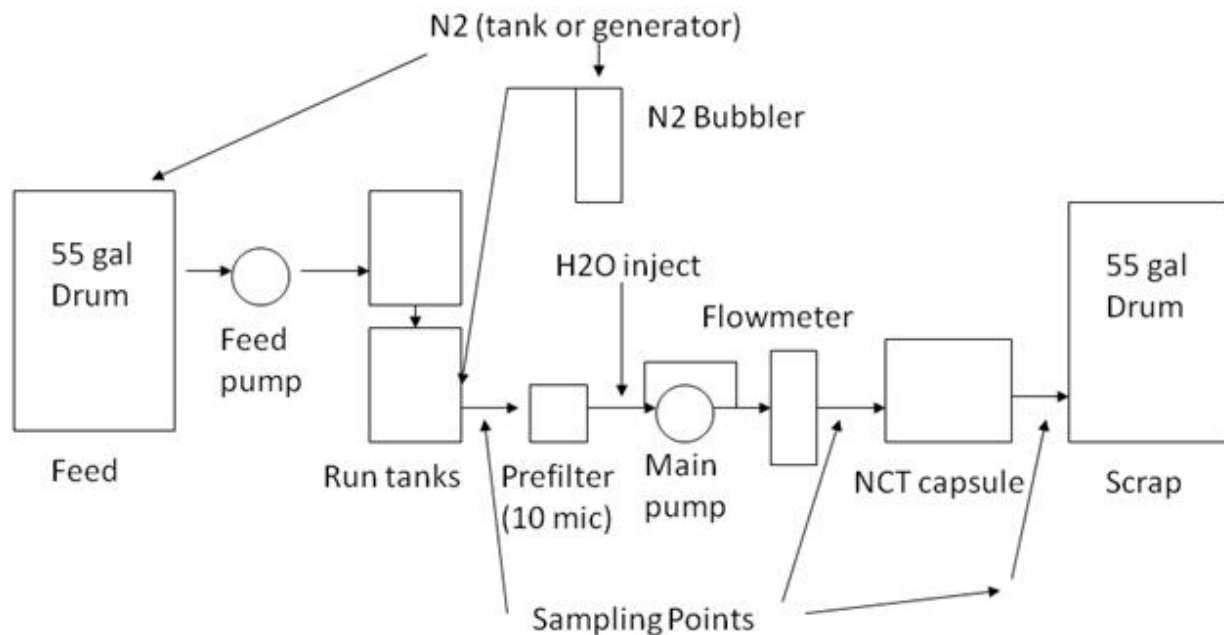 N2 (tank or generator)
N2 Bubbler
55 gal
Drum
H2O inject
55 gal
Drum
Feed
pump
Flowmeter
Feed
Run tanks
Prefilter
(10 mic)
Main
pump
NCT capsule
Scrap
Sampling Points